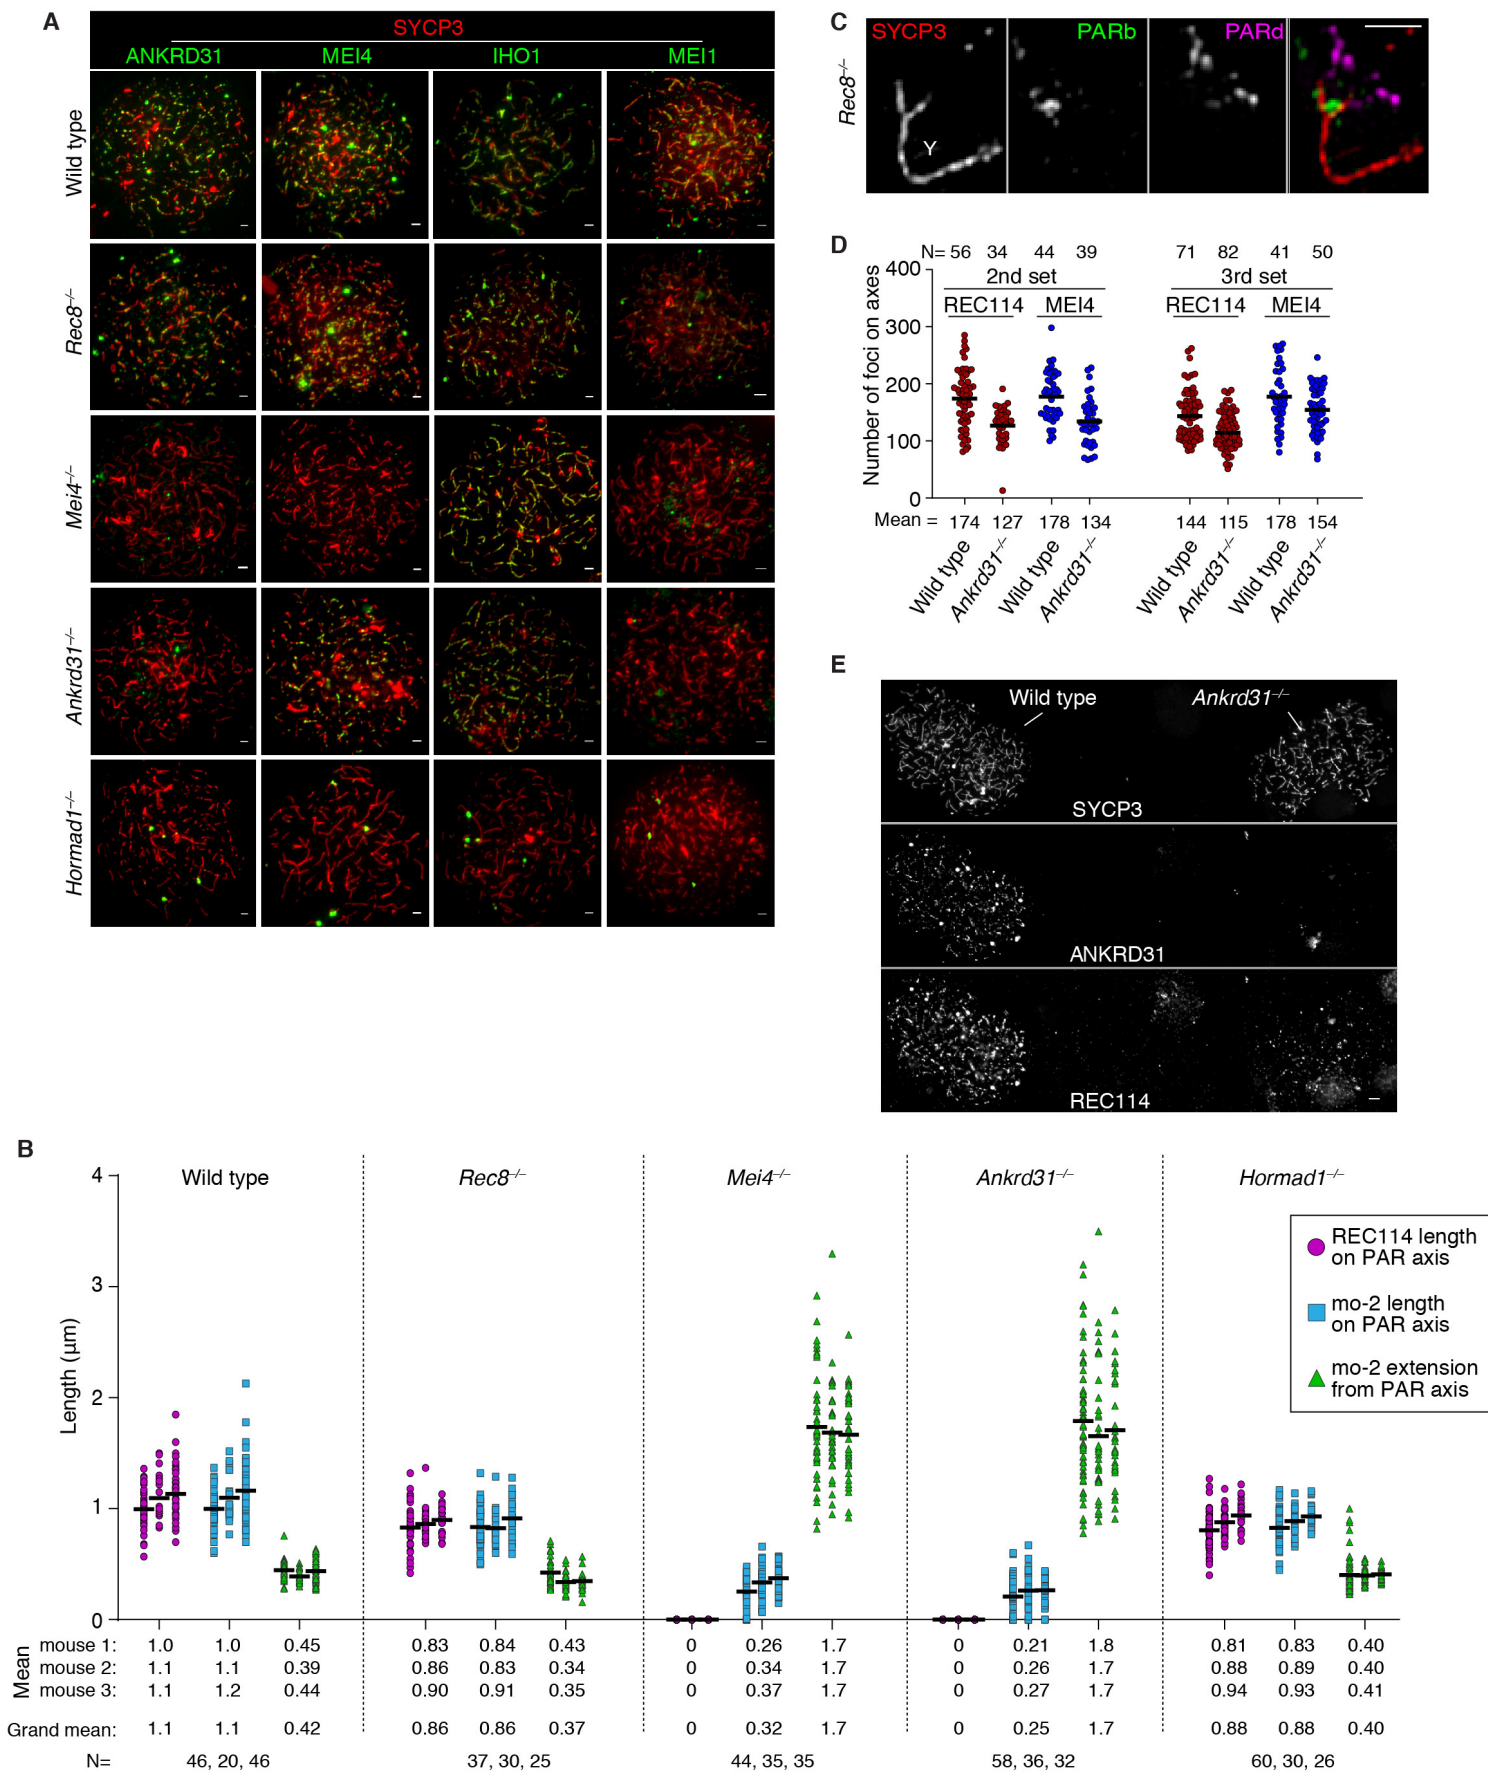 A
SYCP3
ANKRD31 MEI4 IHO1 MEI1
Wild type
Rec8–/–
Mei4–/–
Ankrd31–/–
Hormad1–/–
C
SYCP3 PARb PARd
Rec8–/–
Y
D
N= 56 34 44 39 71 82 41 50
2nd set 3rd set
REC114 MEI4 REC114 MEI4
Number of foci on axes
400
300
200
100
0
Mean = 174 127 178 134 144 115 178 154
Wild type Ankrd31–/– Wild type Ankrd31–/– Wild type Ankrd31–/– Wild type Ankrd31–/–
E
Wild type Ankrd31–/–
SYCP3
ANKRD31
REC114
B
Wild type Rec8–/– Mei4–/– Ankrd31–/– Hormad1–/–
Length (µm)
4
3
2
1
0
REC114 length
on PAR axis
mo-2 length
on PAR axis
mo-2 extension
from PAR axis
Mean
mouse 1: 1.0 1.0 0.45 0.83 0.84 0.43 0 0.26 1.7 0 0.21 1.8 0.81 0.83 0.40
mouse 2: 1.1 1.1 0.39 0.86 0.83 0.34 0 0.34 1.7 0 0.26 1.7 0.88 0.89 0.40
mouse 3: 1.1 1.2 0.44 0.90 0.91 0.35 0 0.37 1.7 0 0.27 1.7 0.94 0.93 0.41
Grand mean: 1.1 1.1 0.42 0.86 0.86 0.37 0 0.32 1.7 0 0.25 1.7 0.88 0.88 0.40
N= 46, 20, 46 37, 30, 25 44, 35, 35 58, 36, 32 60, 30, 26